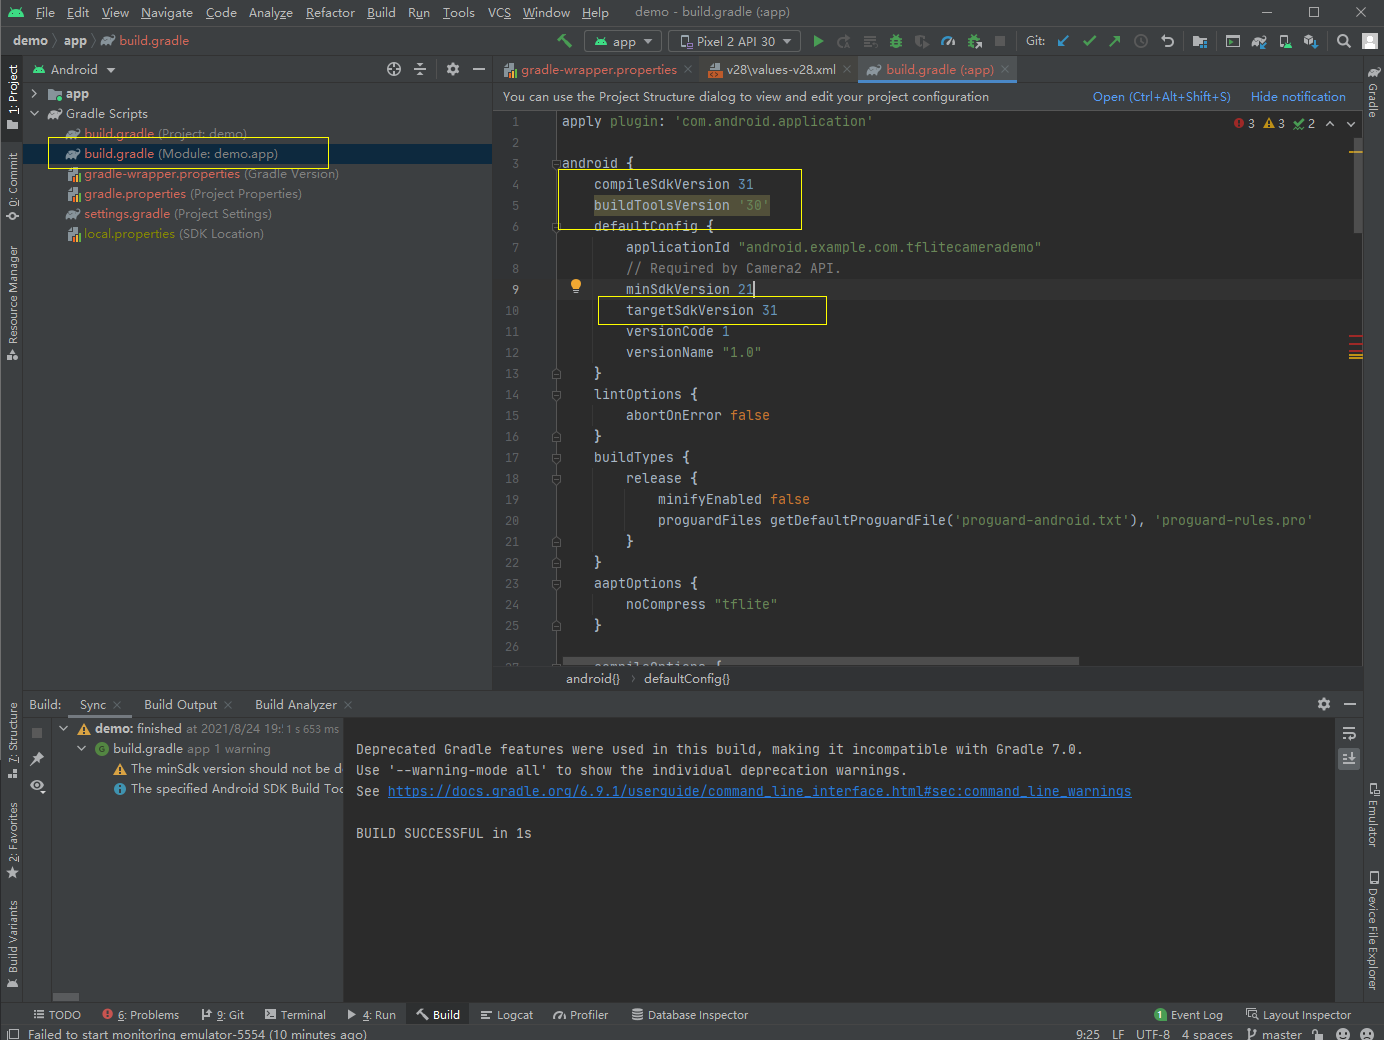 File Edit View Navigate Code Analyze Refactor Build Run Tools VCS Window Help demo - build.gradle (:app)
demo app build.gradle app Pixel 2 API 30 Git:
1: Project
0: Commit
Resource Manager
7: Structure
2: Favorites
Build Variants
Android
app
Gradle Scripts
build.gradle (Project: demo)
build.gradle (Module: demo.app)
gradle-wrapper.properties (Gradle Version)
gradle.properties (Project Properties)
settings.gradle (Project Settings)
local.properties (SDK Location)
gradle-wrapper.properties v28\values-v28.xml build.gradle (:app)
You can use the Project Structure dialog to view and edit your project configuration Open (Ctrl+Alt+Shift+S) Hide notification
3 3 2
1 apply plugin: 'com.android.application'
2
3 android {
4 compileSdkVersion 31
5 buildToolsVersion '30'
6 defaultConfig {
7 applicationId "android.example.com.tflitecamerademo"
8 // Required by Camera2 API.
9 minSdkVersion 21
10 targetSdkVersion 31
11 versionCode 1
12 versionName "1.0"
13 }
14 lintOptions {
15 abortOnError false
16 }
17 buildTypes {
18 release {
19 minifyEnabled false
20 proguardFiles getDefaultProguardFile('proguard-android.txt'), 'proguard-rules.pro'
21 }
22 }
23 aaptOptions {
24 noCompress "tflite"
25 }
26
27 compileOptions {
android{} defaultConfig{}
Gradle
Emulator
Device File Explorer
Build: Sync Build Output Build Analyzer
demo: finished at 2021/8/24 19: 1 s 653 ms
build.gradle app 1 warning
The minSdk version should not be d
The specified Android SDK Build Too
Deprecated Gradle features were used in this build, making it incompatible with Gradle 7.0.
Use '--warning-mode all' to show the individual deprecation warnings.
See https://docs.gradle.org/6.9.1/userguide/command_line_interface.html#sec:command_line_warnings
BUILD SUCCESSFUL in 1s
TODO 6: Problems 9: Git Terminal 4: Run Build Logcat Profiler Database Inspector 1 Event Log Layout Inspector
Failed to start monitoring emulator-5554 (10 minutes ago) 9:25 LF UTF-8 4 spaces master